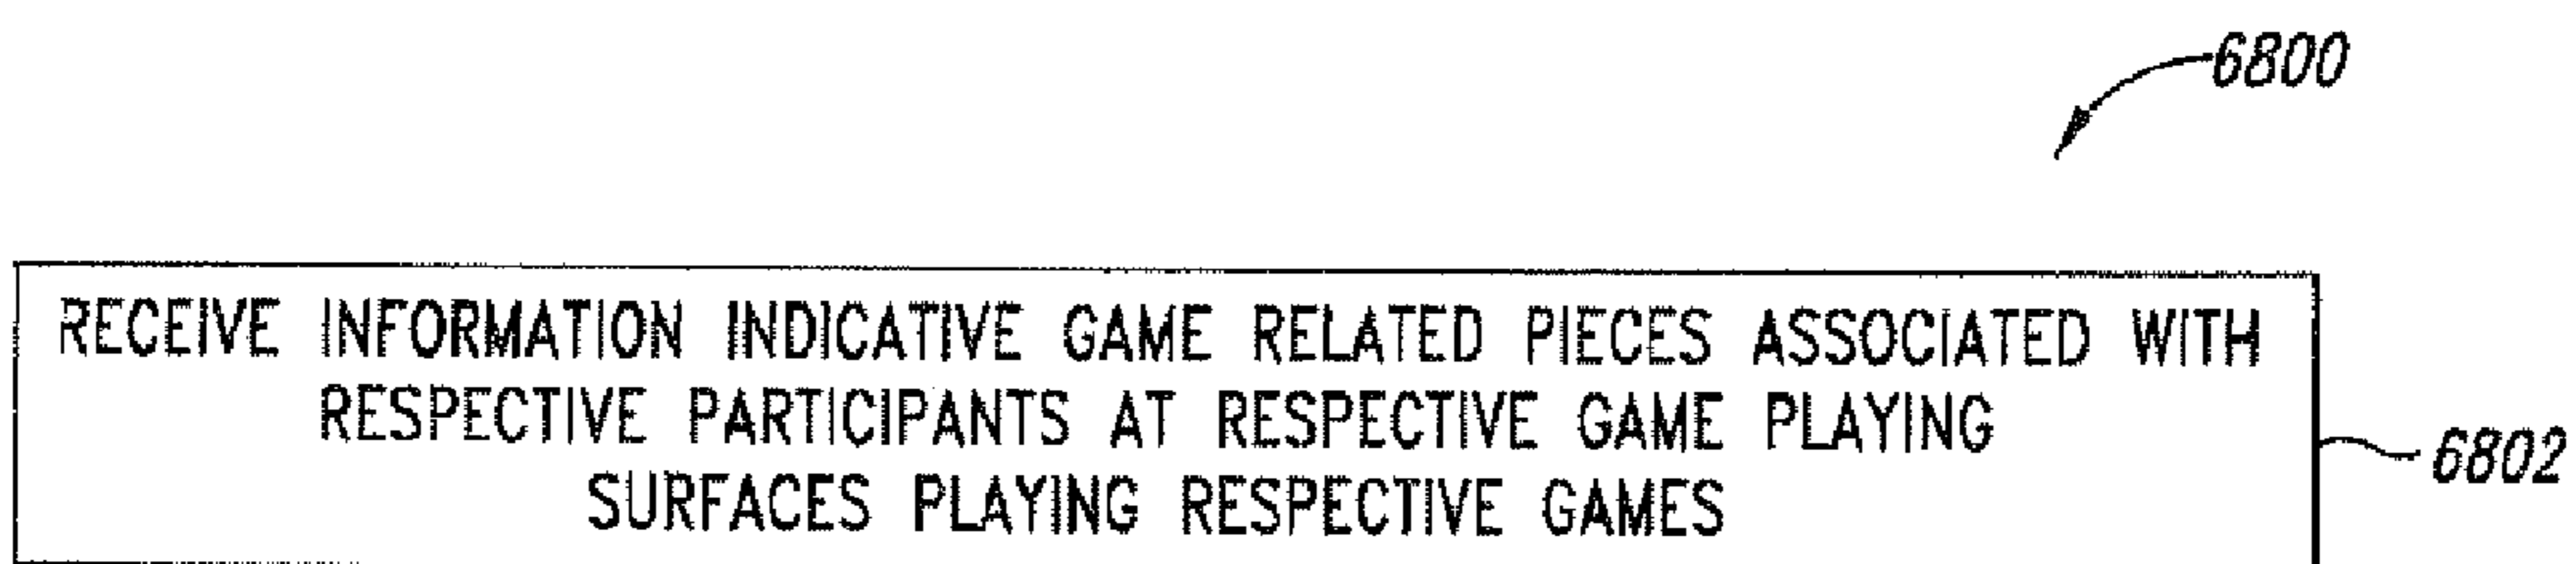 6800
RECEIVE INFORMATION INDICATIVE GAME RELATED PIECES ASSOCIATED WITH
RESPECTIVE PARTICIPANTS AT RESPECTIVE GAME PLAYING
SURFACES PLAYING RESPECTIVE GAMES
6802